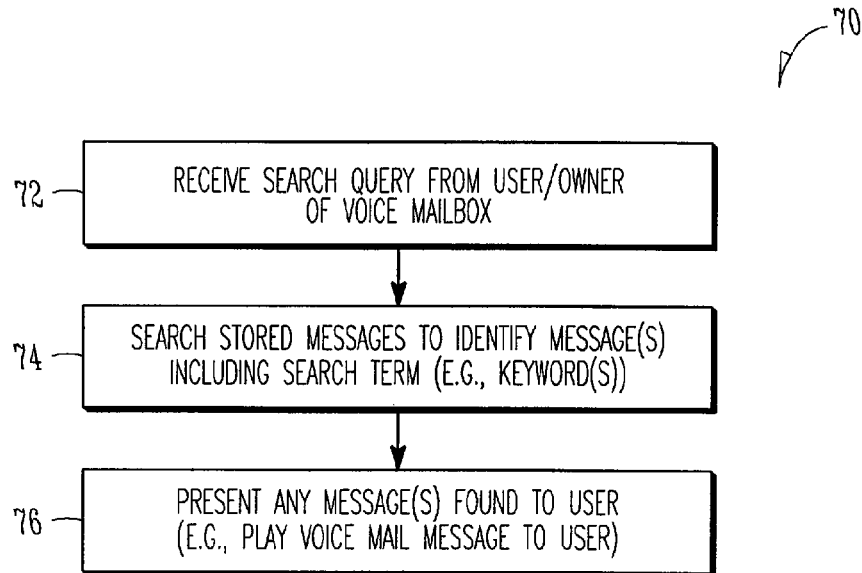 70
72
RECEIVE SEARCH QUERY FROM USER/OWNER
OF VOICE MAILBOX
74
SEARCH STORED MESSAGES TO IDENTIFY MESSAGE(S)
INCLUDING SEARCH TERM (E.G., KEYWORD(S))
76
PRESENT ANY MESSAGE(S) FOUND TO USER
(E.G., PLAY VOICE MAIL MESSAGE TO USER)